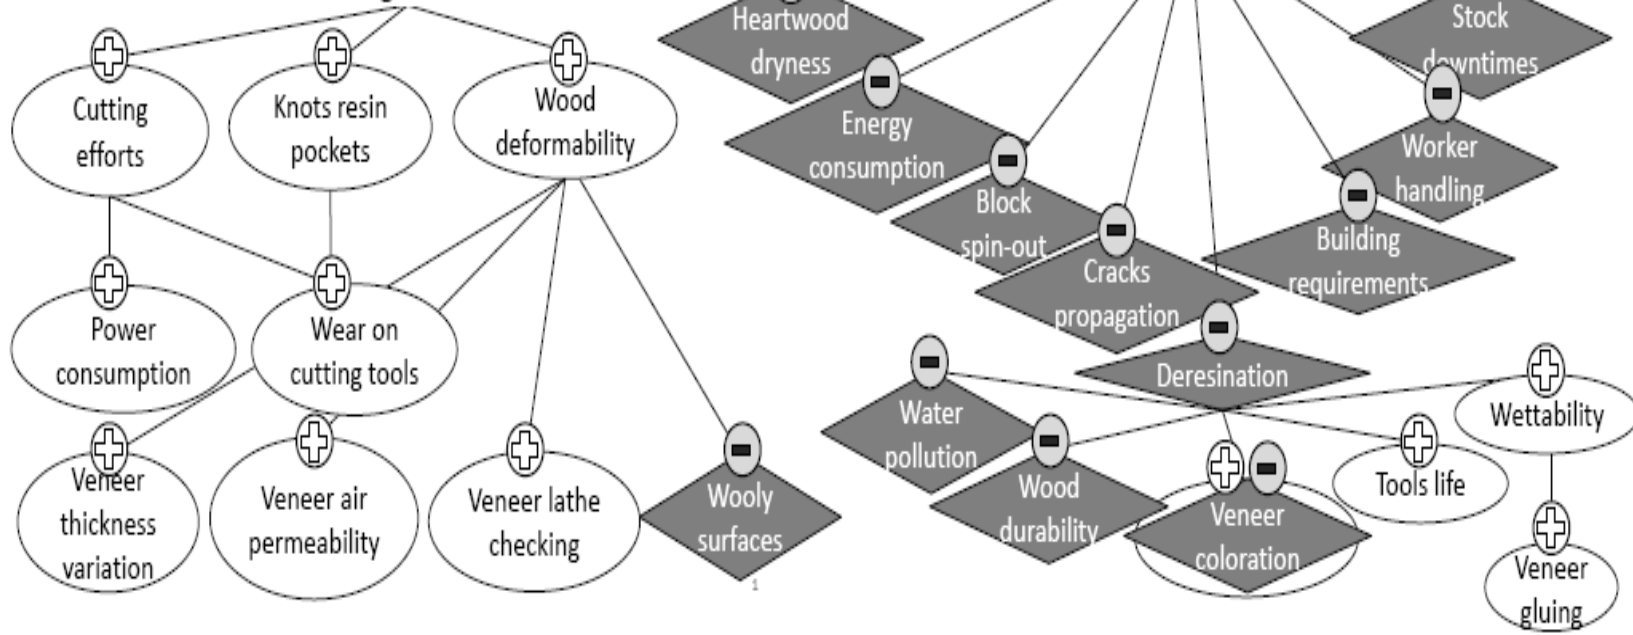 Heartwood
dryness
Stock
downtimes
Cutting
efforts
Knots resin
pockets
Wood
deformability
Energy
consumption
Worker
handling
Block
spin-out
Building
requirements
Cracks
propagation
Power
consumption
Wear on
cutting tools
Deresination
Water
pollution
Wettability
Wood
durability
Tools life
Veneer
coloration
Veneer
thickness
variation
Veneer air
permeability
Veneer lathe
checking
Wooly
surfaces
Veneer
gluing
1